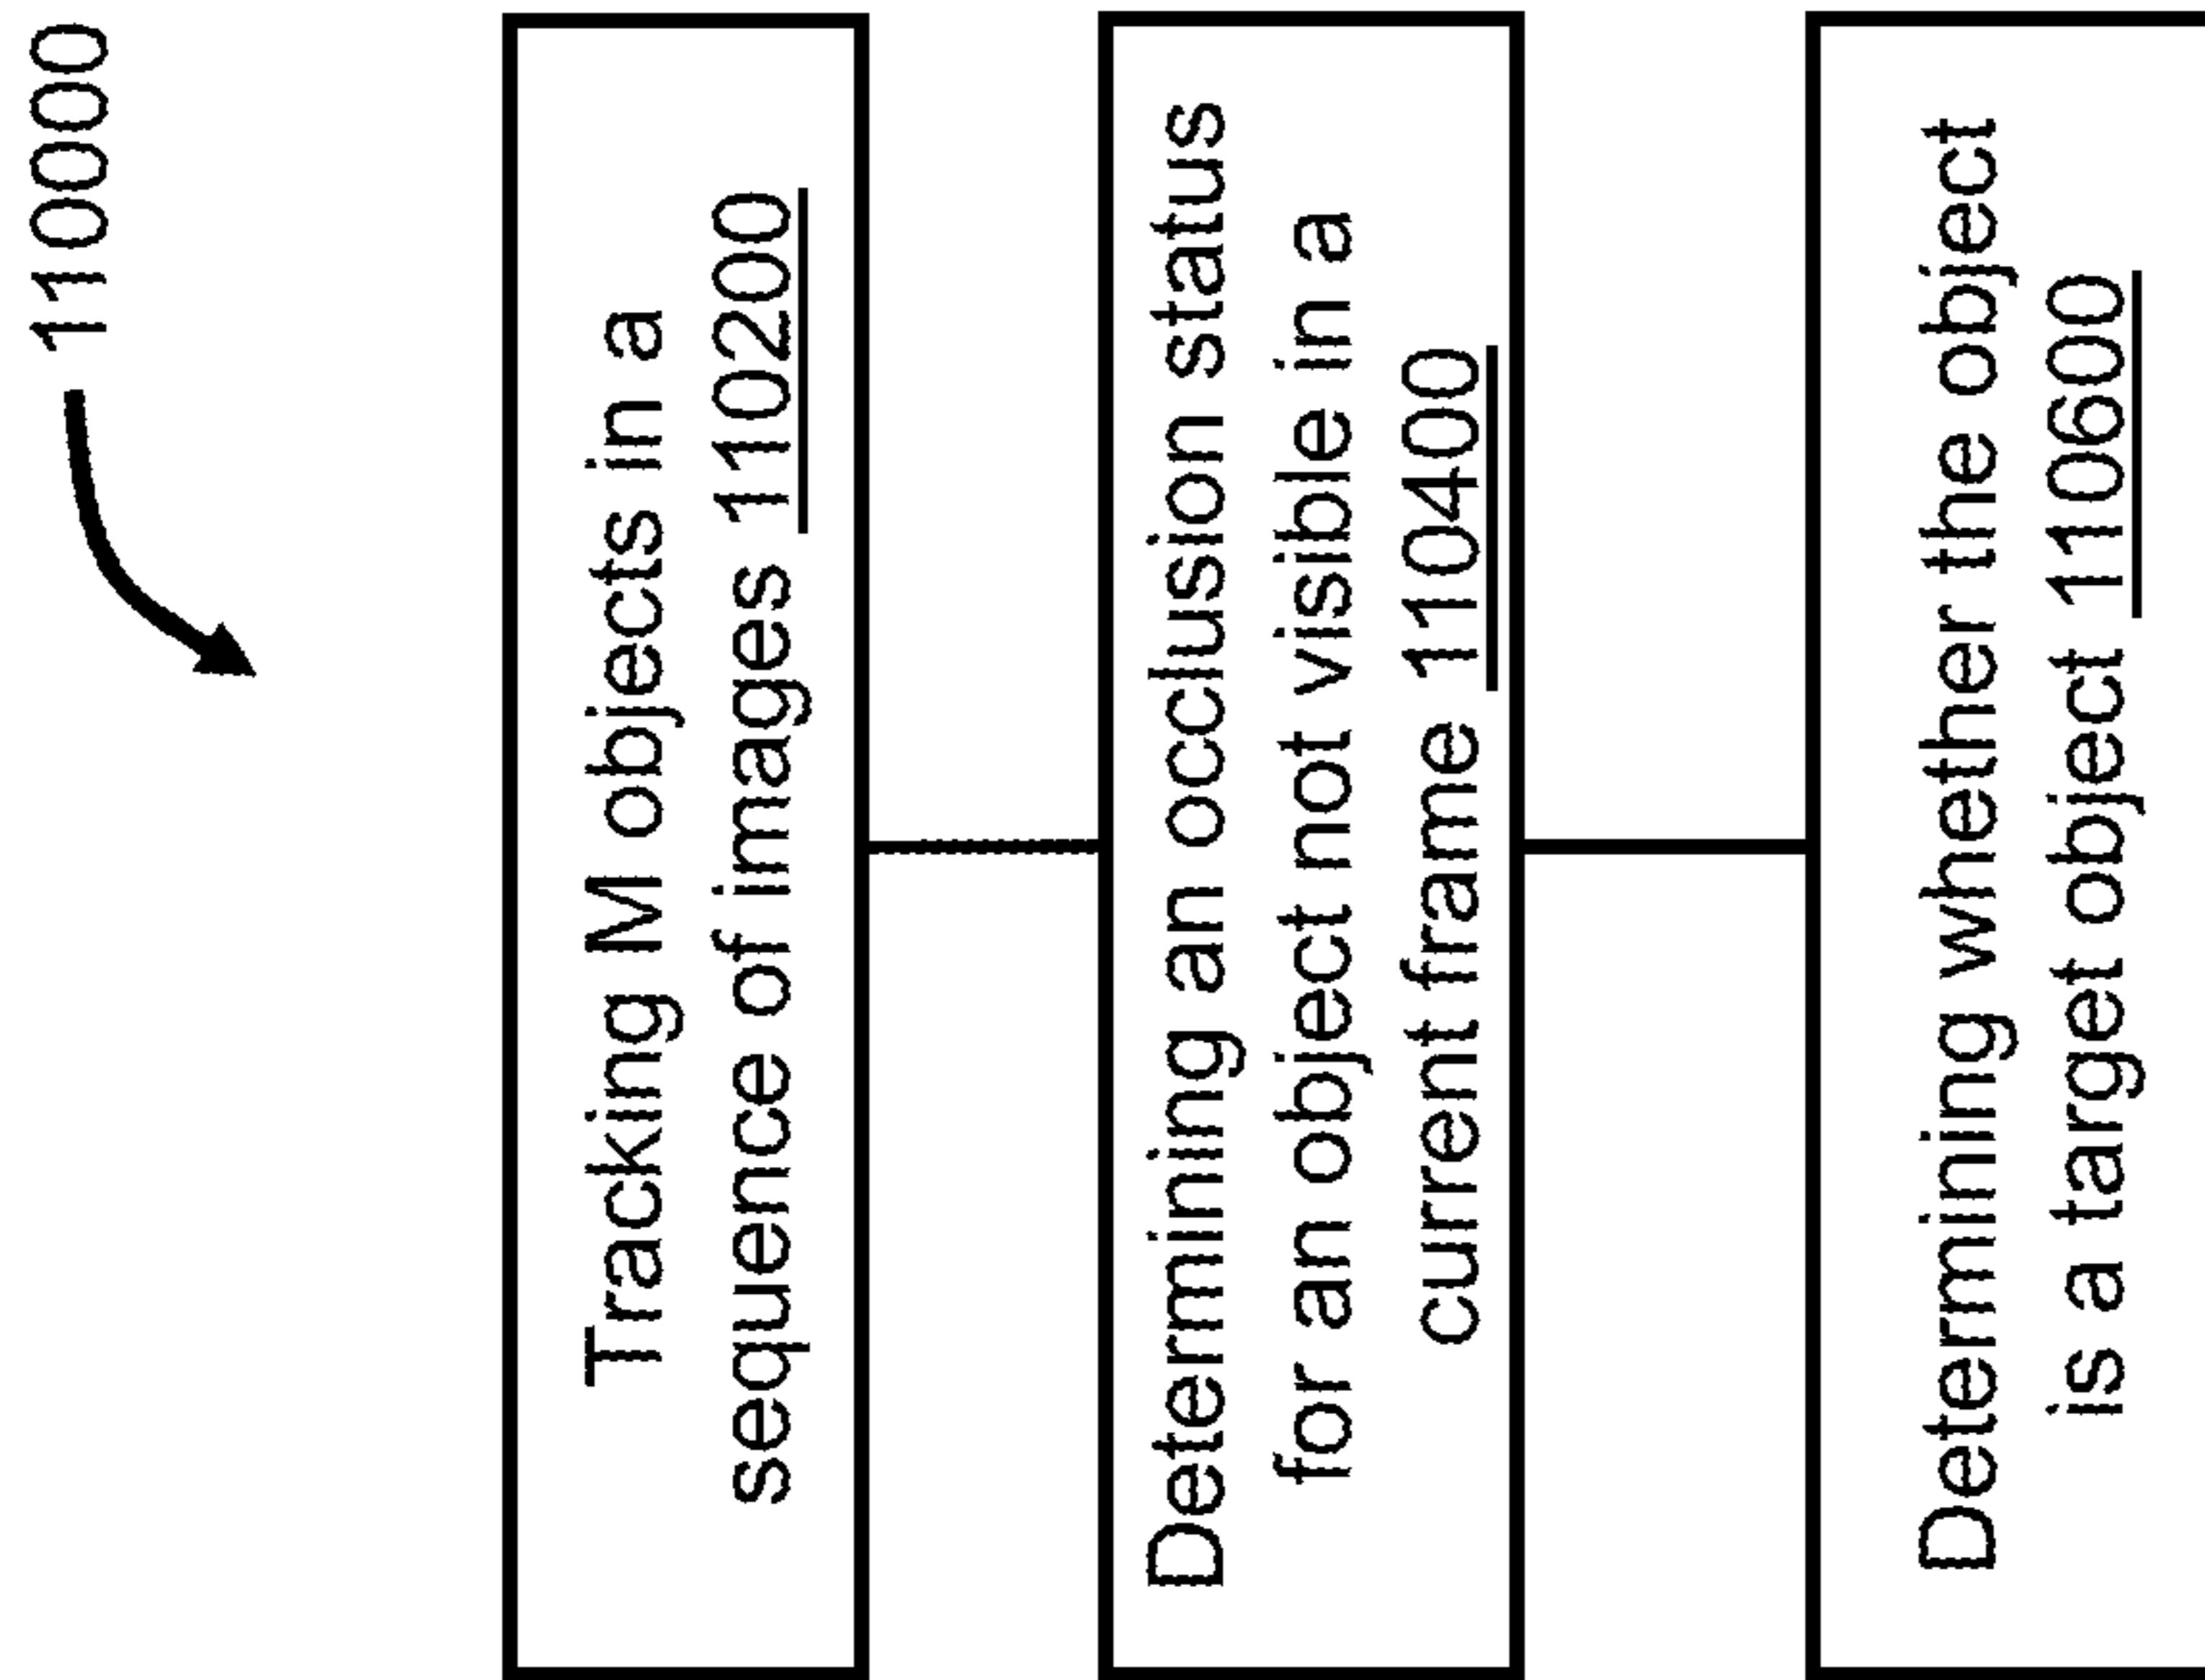 110000
Tracking M objects in a
sequence of images 110200
Determining an occlusion status
for an object not visible in a
current frame 110400
Determining whether the object
is a target object 110600